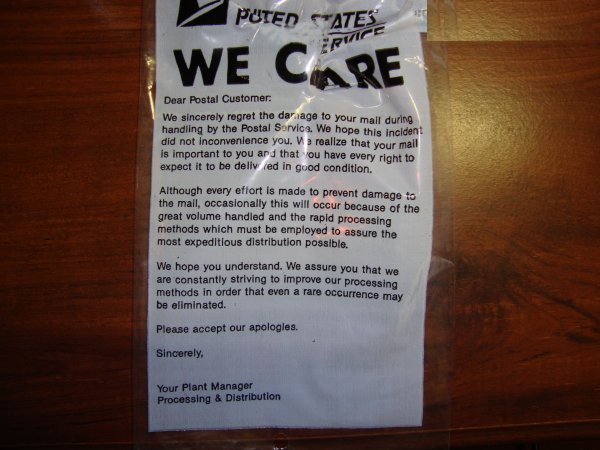 UNITED STATES
SERVICE
WE CARE
Dear Postal Customer:
We sincerely regret the damage to your mail during
handling by the Postal Service. We hope this incident
did not inconvenience you. We realize that your mail
is important to you and that you have every right to
expect it to be delivered in good condition.
Although every effort is made to prevent damage to
the mail, occasionally this will occur because of the
great volume handled and the rapid processing
methods which must be employed to assure the
most expeditious distribution possible.
We hope you understand. We assure you that we
are constantly striving to improve our processing
methods in order that even a rare occurrence may
be eliminated.
Please accept our apologies.
Sincerely,
Your Plant Manager
Processing & Distribution